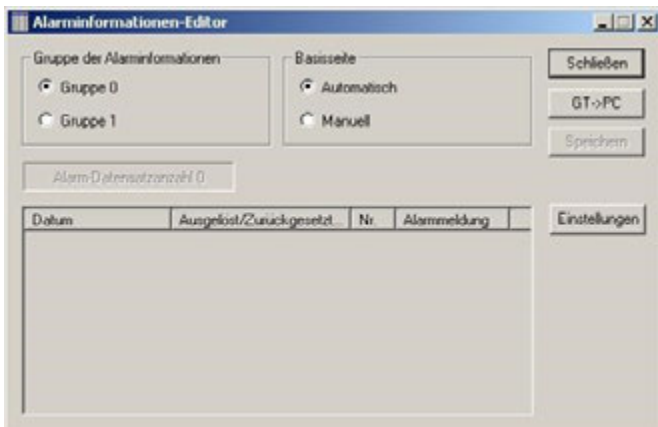 Alarminformationen-Editor
Gruppe der Alarminformationen
Gruppe 0
Gruppe 1
Basisseite
Automatisch
Manuell
Schließen
GT->PC
Speichern
Alarm-Datensatzanzahl 0
Datum Ausgelöst/Zurückgesetzt... Nr. Alarmmeldung
Einstellungen